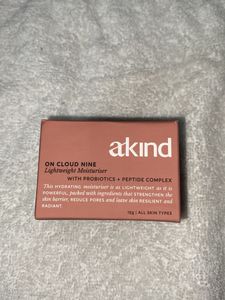 akind
ON CLOUD NINE
Lightweight Moisturiser
WITH PROBIOTICS + PEPTIDE COMPLEX
This HYDRATING moisturiser is as LIGHTWEIGHT as it is
POWERFUL, packed with ingredients that STRENGTHEN the
skin barrier, REDUCE PORES and leave skin RESILIENT and
RADIANT.
12g | ALL SKIN TYPES